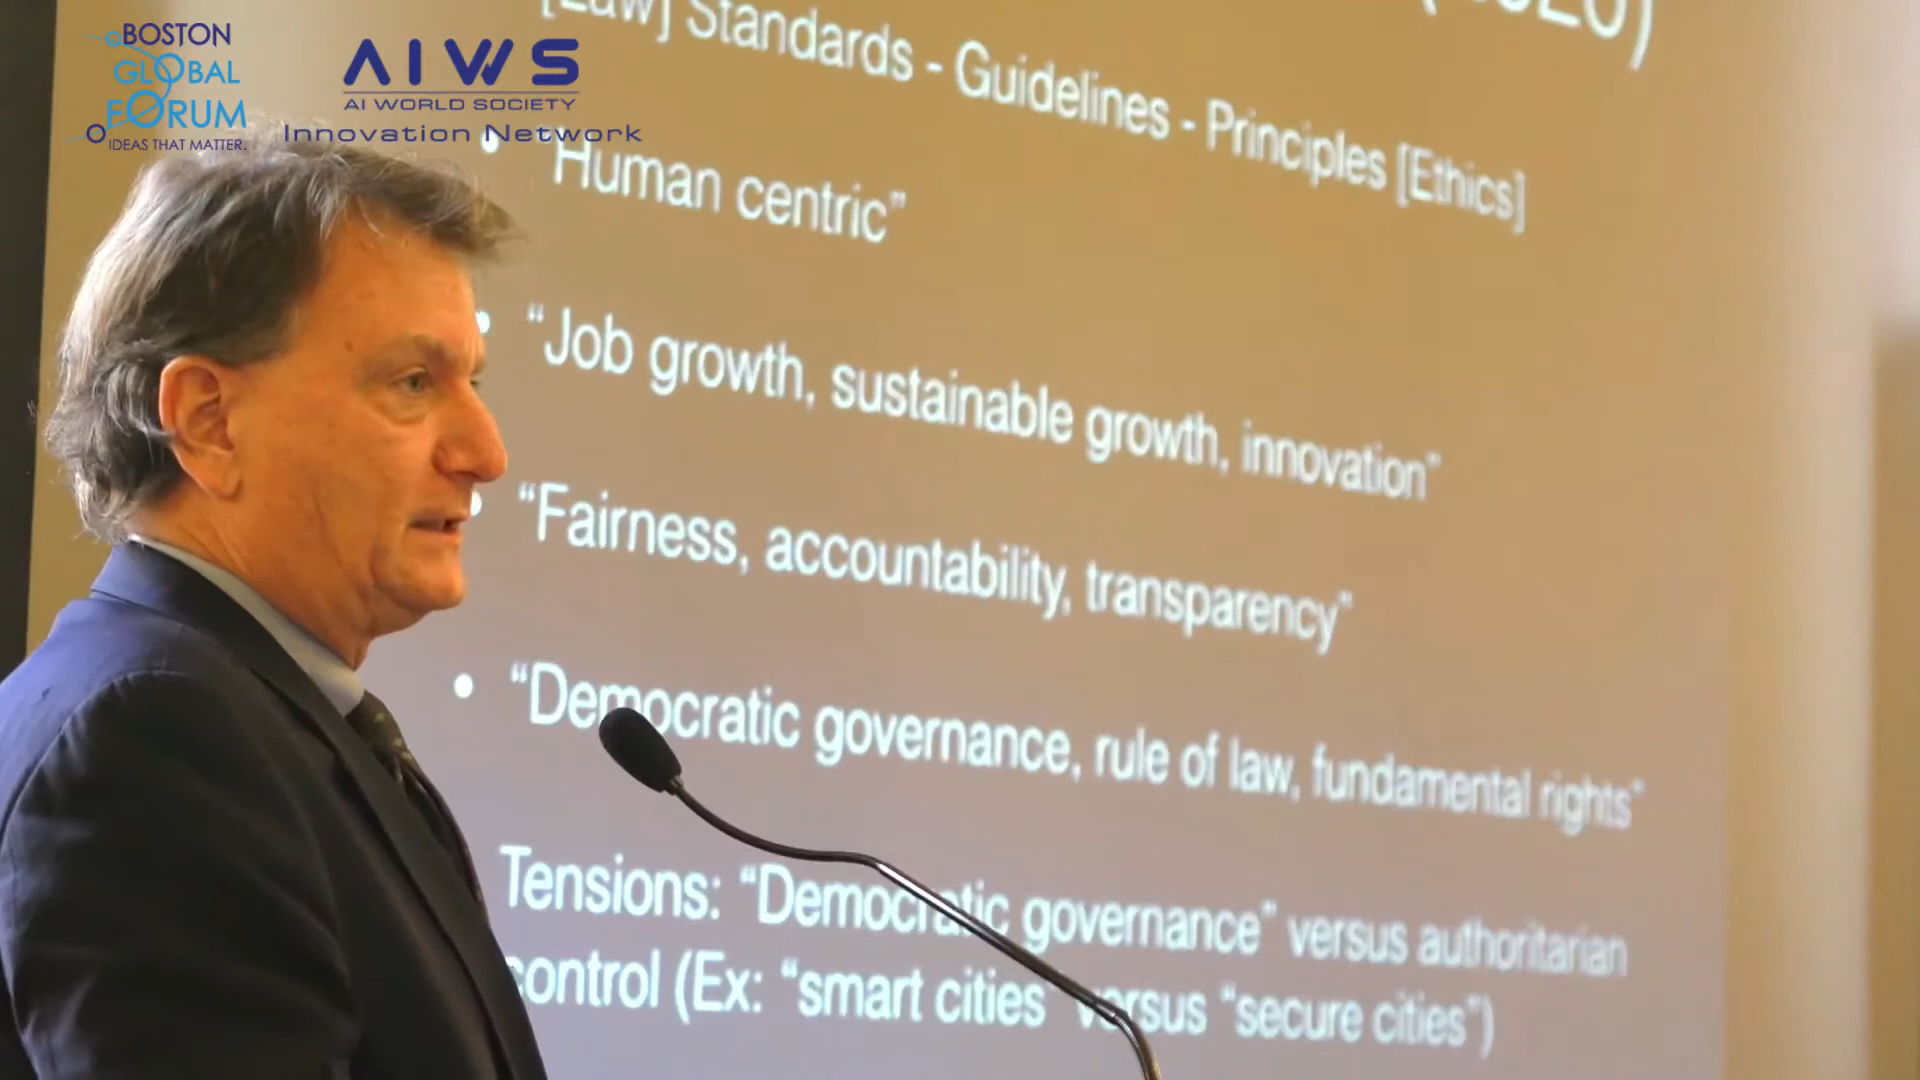 BOSTON
GLOBAL
FORUM
IDEAS THAT MATTER.
AIWS
AI WORLD SOCIETY
Innovation Network
[Law] Standards - Guidelines - Principles [Ethics]
• "Human centric"
• “Job growth, sustainable growth, innovation”
• “Fairness, accountability, transparency”
• “Democratic governance, rule of law, fundamental rights”
Tensions: “Democratic governance” versus authoritarian
control (Ex: “smart cities” versus “secure cities”)